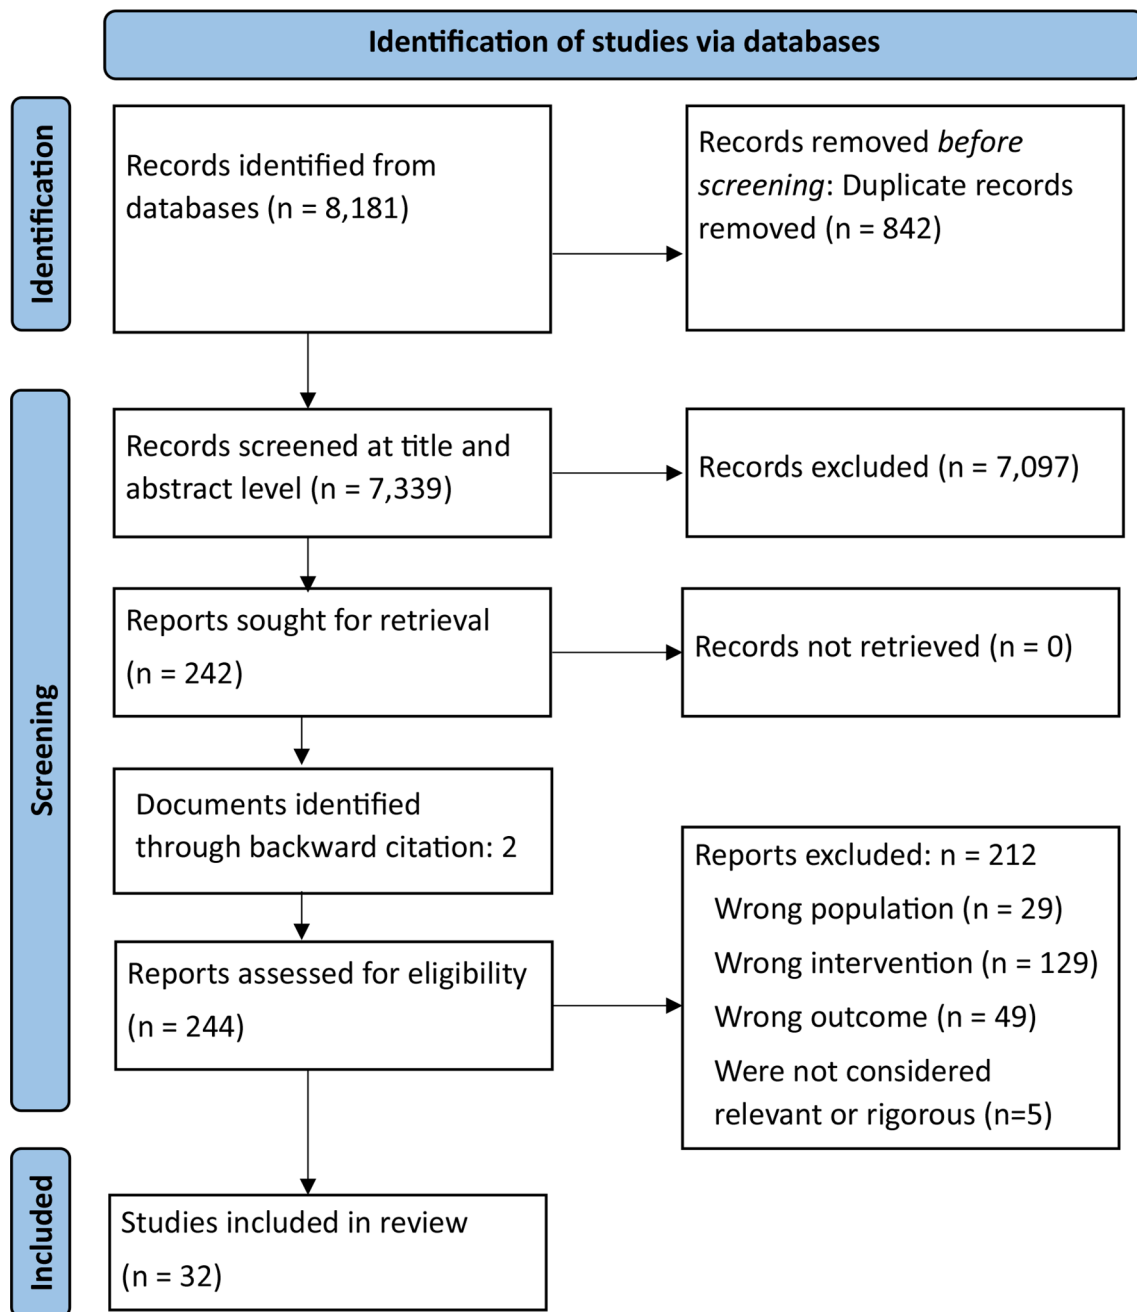 Identification of studies via databases
Identification
Records identified from
databases (n = 8,181)
Records removed before
screening: Duplicate records
removed (n = 842)
Screening
Records screened at title and
abstract level (n = 7,339)
Records excluded (n = 7,097)
Reports sought for retrieval
(n = 242)
Records not retrieved (n = 0)
Documents identified
through backward citation: 2
Reports assessed for eligibility
(n = 244)
Reports excluded: n = 212
Wrong population (n = 29)
Wrong intervention (n = 129)
Wrong outcome (n = 49)
Were not considered
relevant or rigorous (n=5)
Included
Studies included in review
(n = 32)